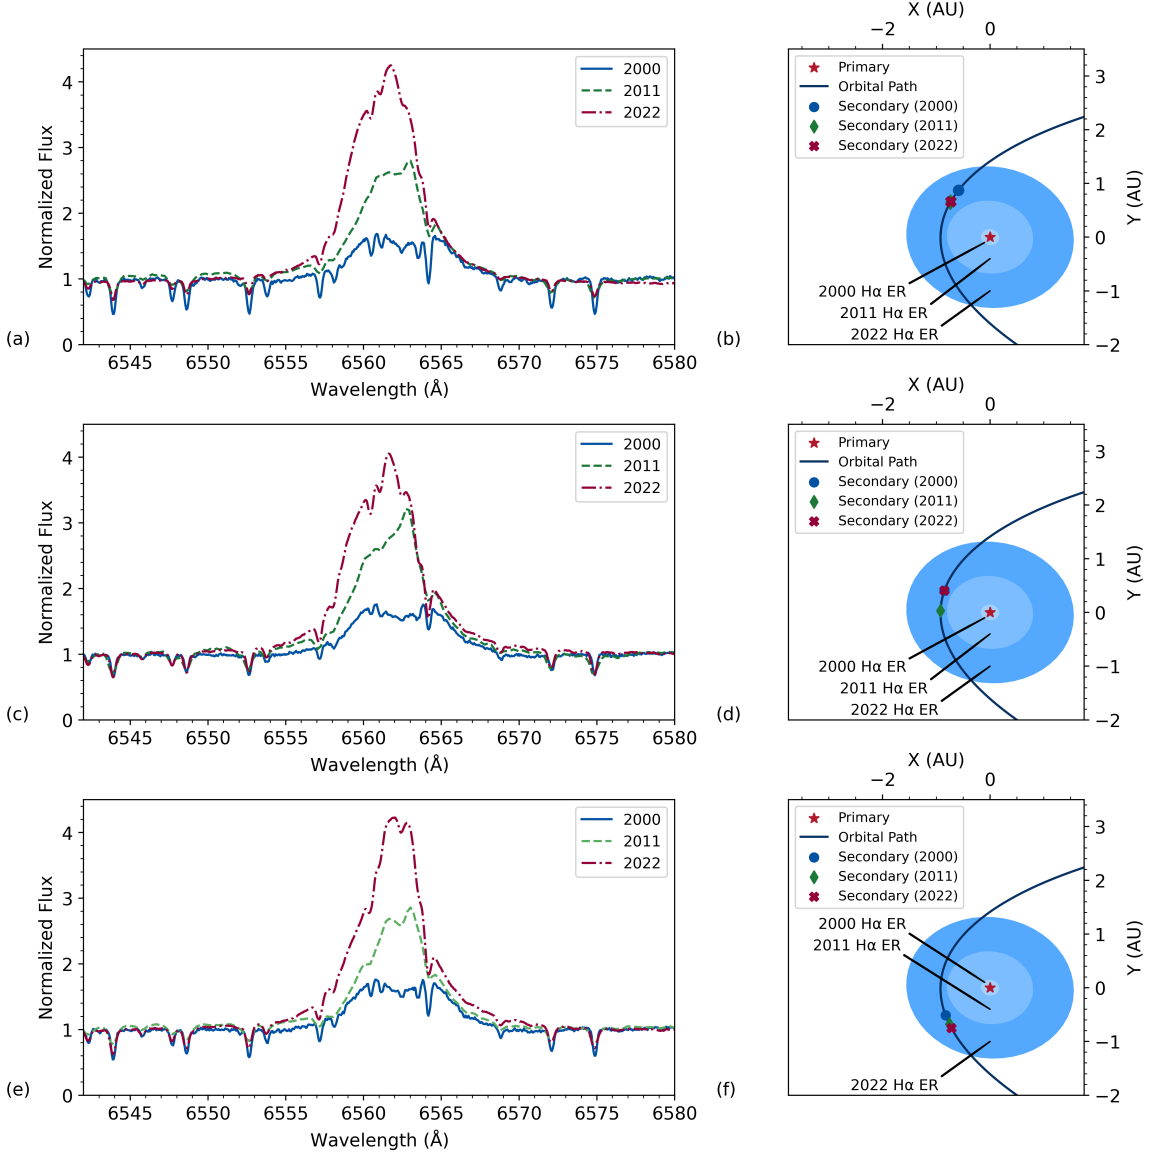 X (AU)
−2 0
4
3
2
1
0
Normalized Flux
2000
2011
2022
6545 6550 6555 6560 6565 6570 6575 6580
Wavelength (Å)
(a)
Primary
Orbital Path
Secondary (2000)
Secondary (2011)
Secondary (2022)
2000 Hα ER
2011 Hα ER
2022 Hα ER
3
2
1
0
−1
−2
Y (AU)
(b)
X (AU)
−2 0
4
3
2
1
0
Normalized Flux
2000
2011
2022
6545 6550 6555 6560 6565 6570 6575 6580
Wavelength (Å)
(c)
Primary
Orbital Path
Secondary (2000)
Secondary (2011)
Secondary (2022)
2000 Hα ER
2011 Hα ER
2022 Hα ER
3
2
1
0
−1
−2
Y (AU)
(d)
X (AU)
−2 0
4
3
2
1
0
Normalized Flux
2000
2011
2022
6545 6550 6555 6560 6565 6570 6575 6580
Wavelength (Å)
(e)
Primary
Orbital Path
Secondary (2000)
Secondary (2011)
Secondary (2022)
2000 Hα ER
2011 Hα ER
2022 Hα ER
3
2
1
0
−1
−2
Y (AU)
(f)